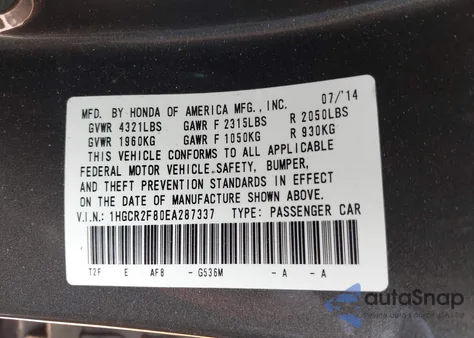 07/'14
MFD. BY HONDA OF AMERICA MFG., INC.
GVWR 4321LBS GAWR F 2315LBS R 2050LBS
GVWR 1960KG GAWR F 1050KG R 930KG
THIS VEHICLE CONFORMS TO ALL APPLICABLE
FEDERAL MOTOR VEHICLE SAFETY, BUMPER,
AND THEFT PREVENTION STANDARDS IN EFFECT
ON THE DATE OF MANUFACTURE SHOWN ABOVE.
V.I.N.: 1HGCR2F80EA287337 TYPE: PASSENGER CAR
T2F E AF8 - G536M - A - A
autoSnap